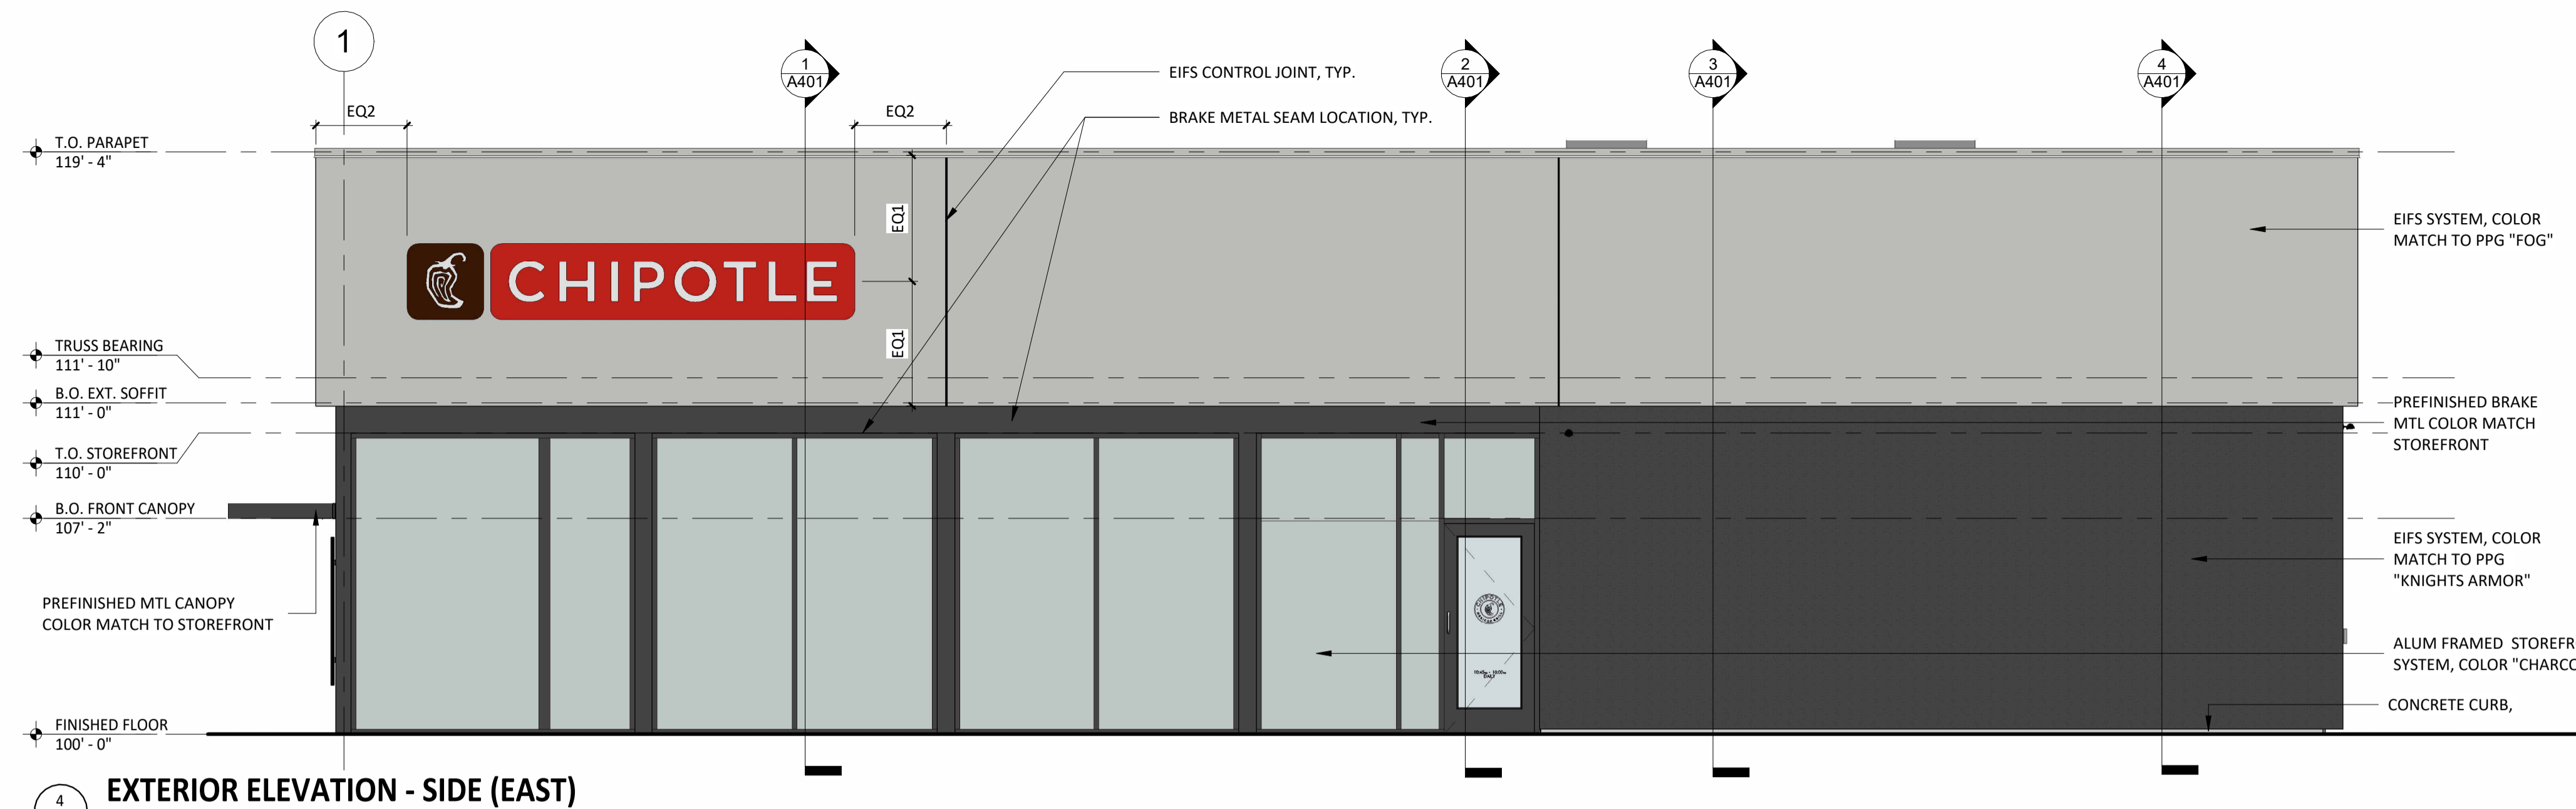 1
1
A401
2
A401
3
A401
4
A401
EIFS CONTROL JOINT, TYP.
BRAKE METAL SEAM LOCATION, TYP.
EQ2
EQ2
T.O. PARAPET
119' - 4"
EQ1
EQ1
CHIPOTLE
EIFS SYSTEM, COLOR
MATCH TO PPG "FOG"
TRUSS BEARING
111' - 10"
B.O. EXT. SOFFIT
111' - 0"
PREFINISHED BRAKE
MTL COLOR MATCH
STOREFRONT
T.O. STOREFRONT
110' - 0"
B.O. FRONT CANOPY
107' - 2"
EIFS SYSTEM, COLOR
MATCH TO PPG
"KNIGHTS ARMOR"
PREFINISHED MTL CANOPY
COLOR MATCH TO STOREFRONT
CHIPOTLE
DAILY
ALUM FRAMED  STOREFR
SYSTEM, COLOR "CHARCO
CONCRETE CURB,
FINISHED FLOOR
100' - 0"
4
EXTERIOR ELEVATION - SIDE (EAST)